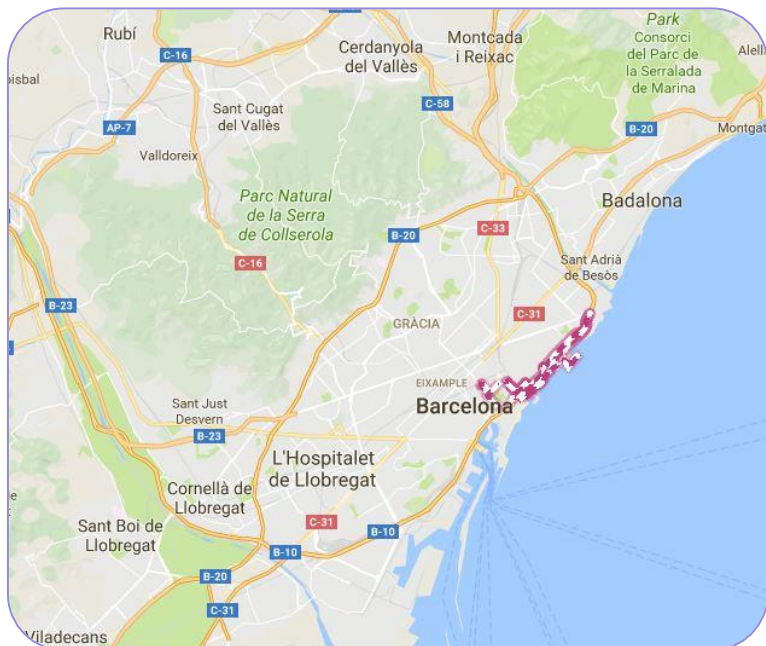 Park
Consorci
del Parc de
la Serralada
de Marina
Rubí
Montcada
i Reixac
Cerdanyola
del Vallès
C-16
C-58
Sant Cugat
del Vallès
AP-7
B-20
Montgat
Valldoreix
Parc Natural
de la Serra
de Collserola
Badalona
C-33
B-20
C-16
Sant Adrià
de Besòs
B-23
C-31
GRÀCIA
EIXAMPLE
Barcelona
Sant Just
Desvern
B-23
L'Hospitalet
de Llobregat
Cornellà de
Llobregat
C-31
Sant Boi de
Llobregat
B-10
B-10
B-20
C-31
Viladecans